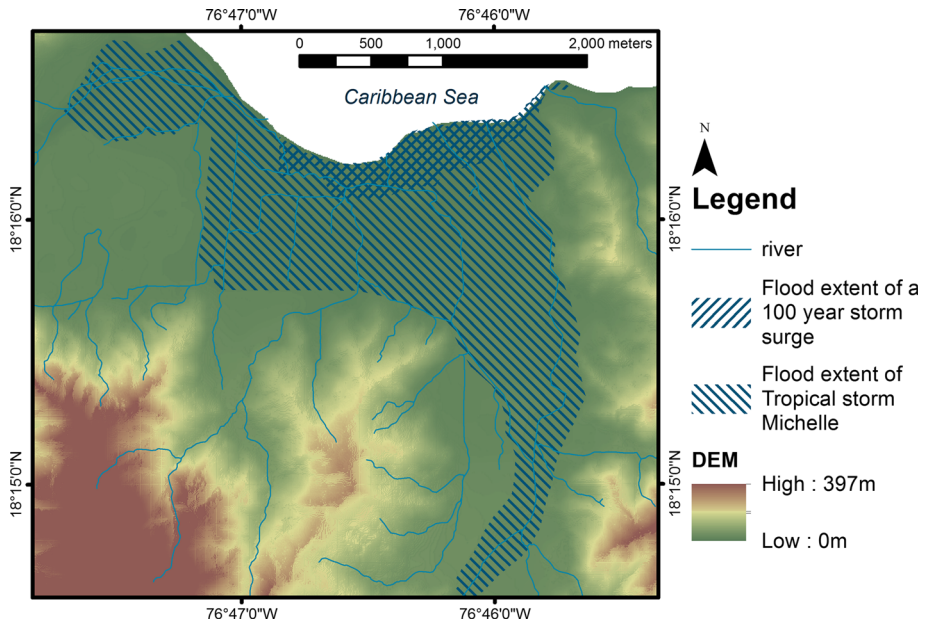 76°47'0"W
76°46'0"W
0 500 1,000 2,000 meters
Caribbean Sea
18°16'0"N
18°16'0"N
18°15'0"N
18°15'0"N
76°47'0"W
76°46'0"W
N
Legend
river
Flood extent of a
100 year storm
surge
Flood extent of
Tropical storm
Michelle
DEM
High : 397m
Low : 0m